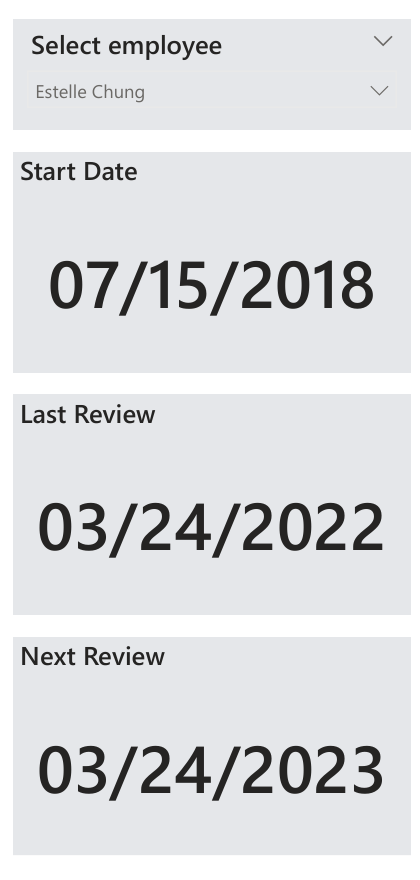 Select employee
Estelle Chung
Start Date
07/15/2018
Last Review
03/24/2022
Next Review
03/24/2023